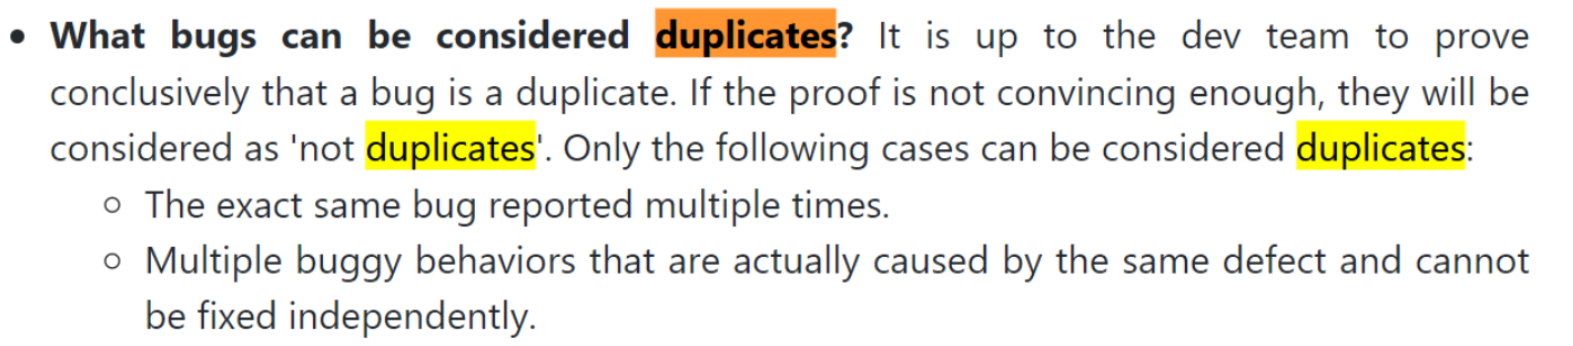 • What bugs can be considered duplicates? It is up to the dev team to prove
conclusively that a bug is a duplicate. If the proof is not convincing enough, they will be
considered as 'not duplicates'. Only the following cases can be considered duplicates:
○ The exact same bug reported multiple times.
○ Multiple buggy behaviors that are actually caused by the same defect and cannot
be fixed independently.